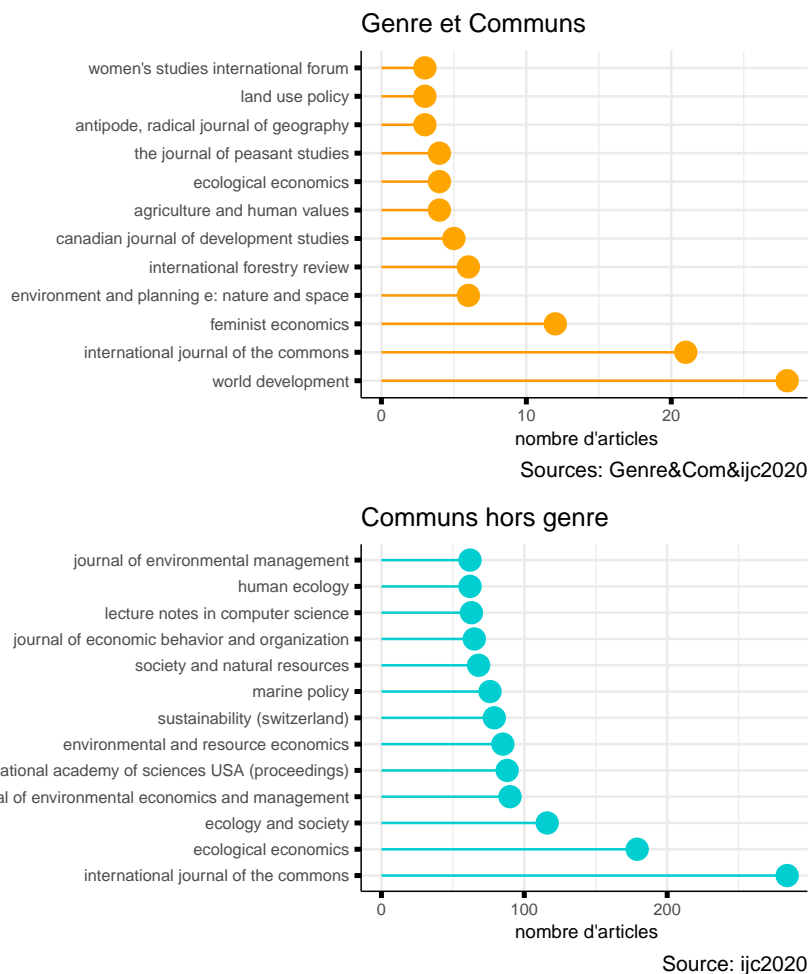 Genre et Communs
women's studies international forum
land use policy
antipode, radical journal of geography
the journal of peasant studies
ecological economics
agriculture and human values
canadian journal of development studies
international forestry review
environment and planning e: nature and space
feminist economics
international journal of the commons
world development
0 10 20
nombre d'articles
Sources: Genre&Com&ijc2020
Communs hors genre
journal of environmental management
human ecology
lecture notes in computer science
journal of economic behavior and organization
society and natural resources
marine policy
sustainability (switzerland)
environmental and resource economics
academy of sciences USA (proceedings)
of environmental economics and management
ecology and society
ecological economics
international journal of the commons
0 100 200
nombre d'articles
Source: ijc2020